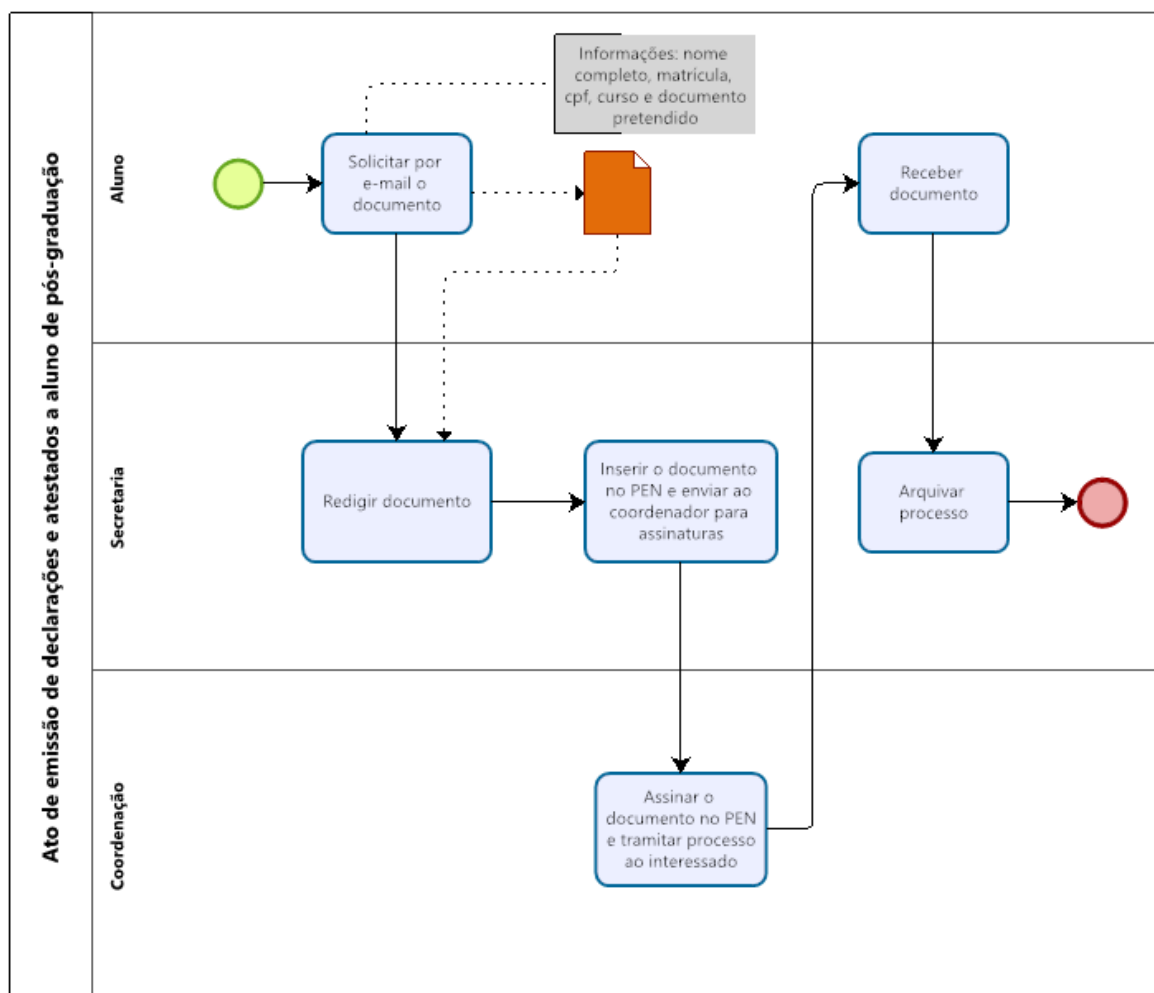 Ato de emissão de declarações e atestados a aluno de pós-graduação
Aluno
Informações: nome
completo, matrícula,
cpf, curso e documento
pretendido
Solicitar por
e-mail o
documento
Receber
documento
Secretaria
Redigir documento
Inserir o documento
no PEN e enviar ao
coordenador para
assinaturas
Arquivar
processo
Coordenação
Assinar o
documento no PEN
e tramitar processo
ao interessado